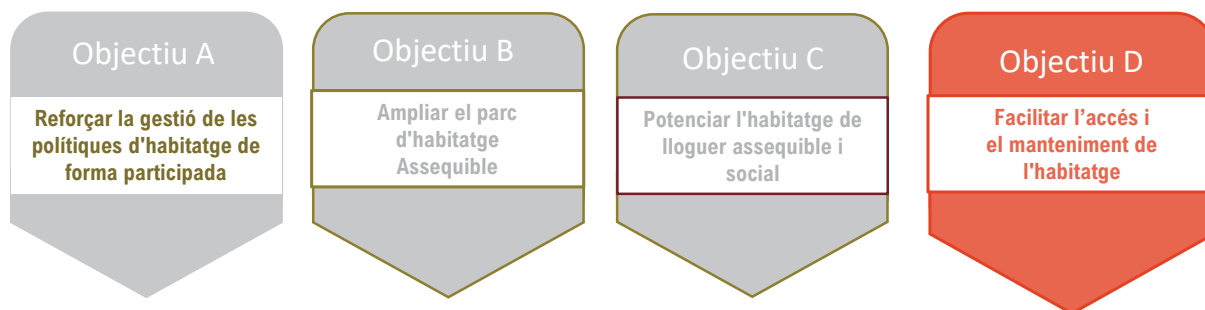 Objectiu A
Reforçar la gestió de les
polítiques d'habitatge de
forma participada
Objectiu B
Ampliar el parc
d'habitatge
Assequible
Objectiu C
Potenciar l'habitatge de
lloguer assequible i
social
Objectiu D
Facilitar l’accés i
el manteniment de
l'habitatge